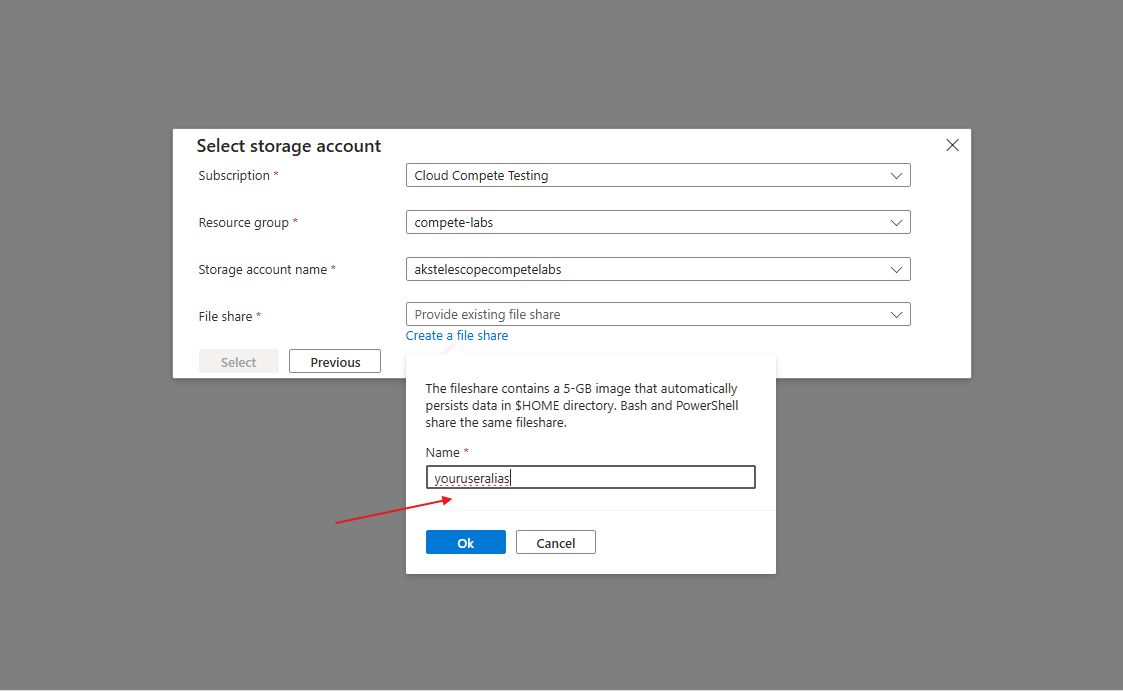 Select storage account
Subscription *
Cloud Compete Testing
Resource group *
compete-labs
Storage account name *
akstelescopecompetelabs
File share *
Provide existing file share
Create a file share
Select
Previous
The fileshare contains a 5-GB image that automatically
persists data in $HOME directory. Bash and PowerShell
share the same fileshare.
Name *
youruseralias
Ok
Cancel